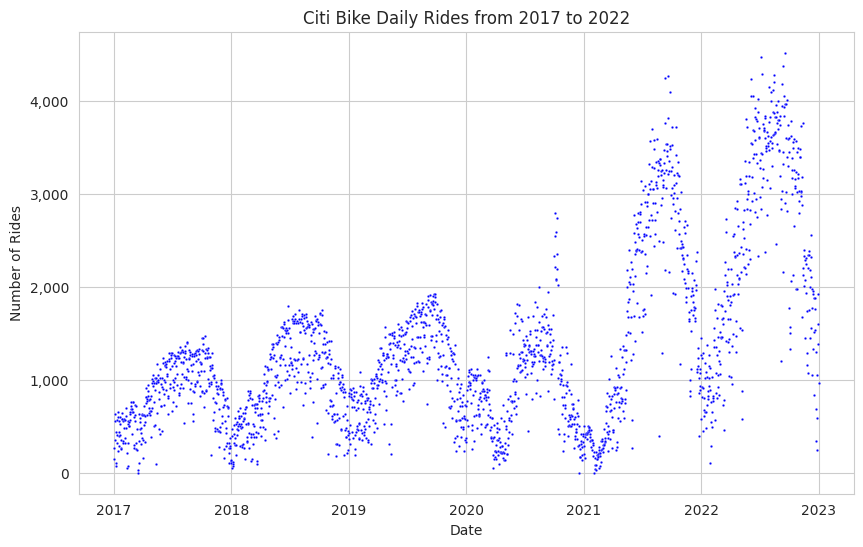 Citi Bike Daily Rides from 2017 to 2022
Number of Rides
4,000
3,000
2,000
1,000
0
2017 2018 2019 2020 2021 2022 2023
Date